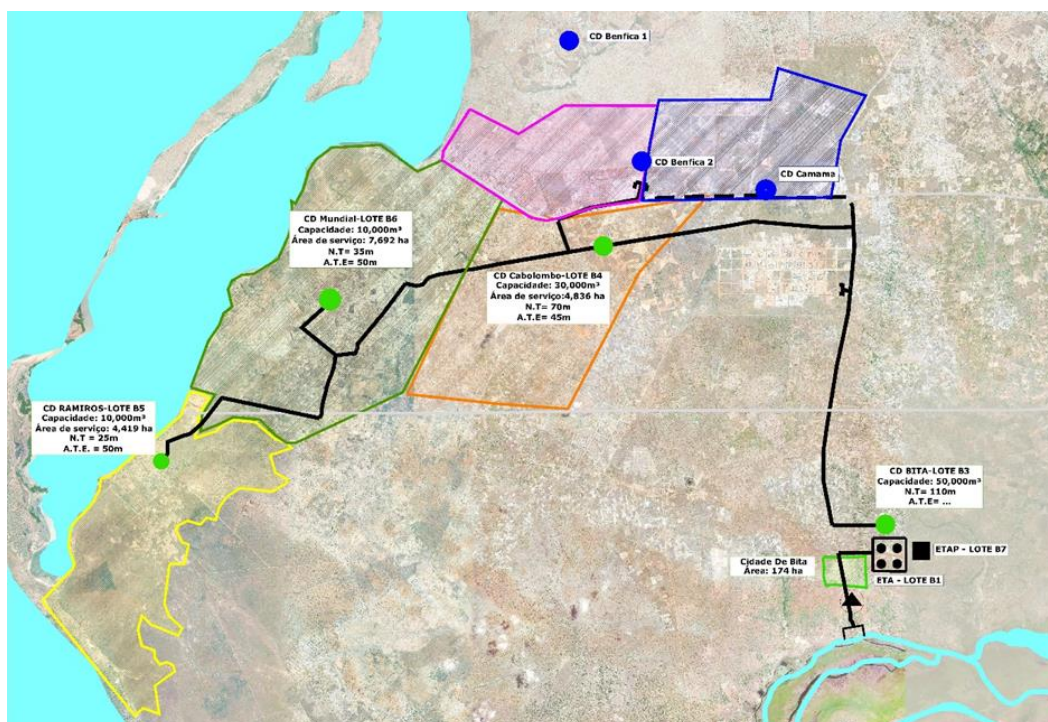 CD Benfica 1
CD Benfica 2
CD Camama
CD Mundial-LOTE B6
Capacidade: 10,000m³
Área de serviço: 7,692 ha
N.T= 35m
A.T.E= 50m
CD Cabolombo-LOTE B4
Capacidade: 30,000m³
Área de serviço:4,836 ha
N.T= 70m
A.T.E= 45m
CD RAMIROS-LOTE B5
Capacidade: 10,000m³
Área de serviço: 4,419 ha
N.T = 25m
A.T.E. = 50m
CD BITA-LOTE B3
Capacidade: 50,000m³
N.T= 110m
A.T.E= ...
ETAP - LOTE B7
Cidade De Bita
Área: 174 ha
ETA - LOTE B1